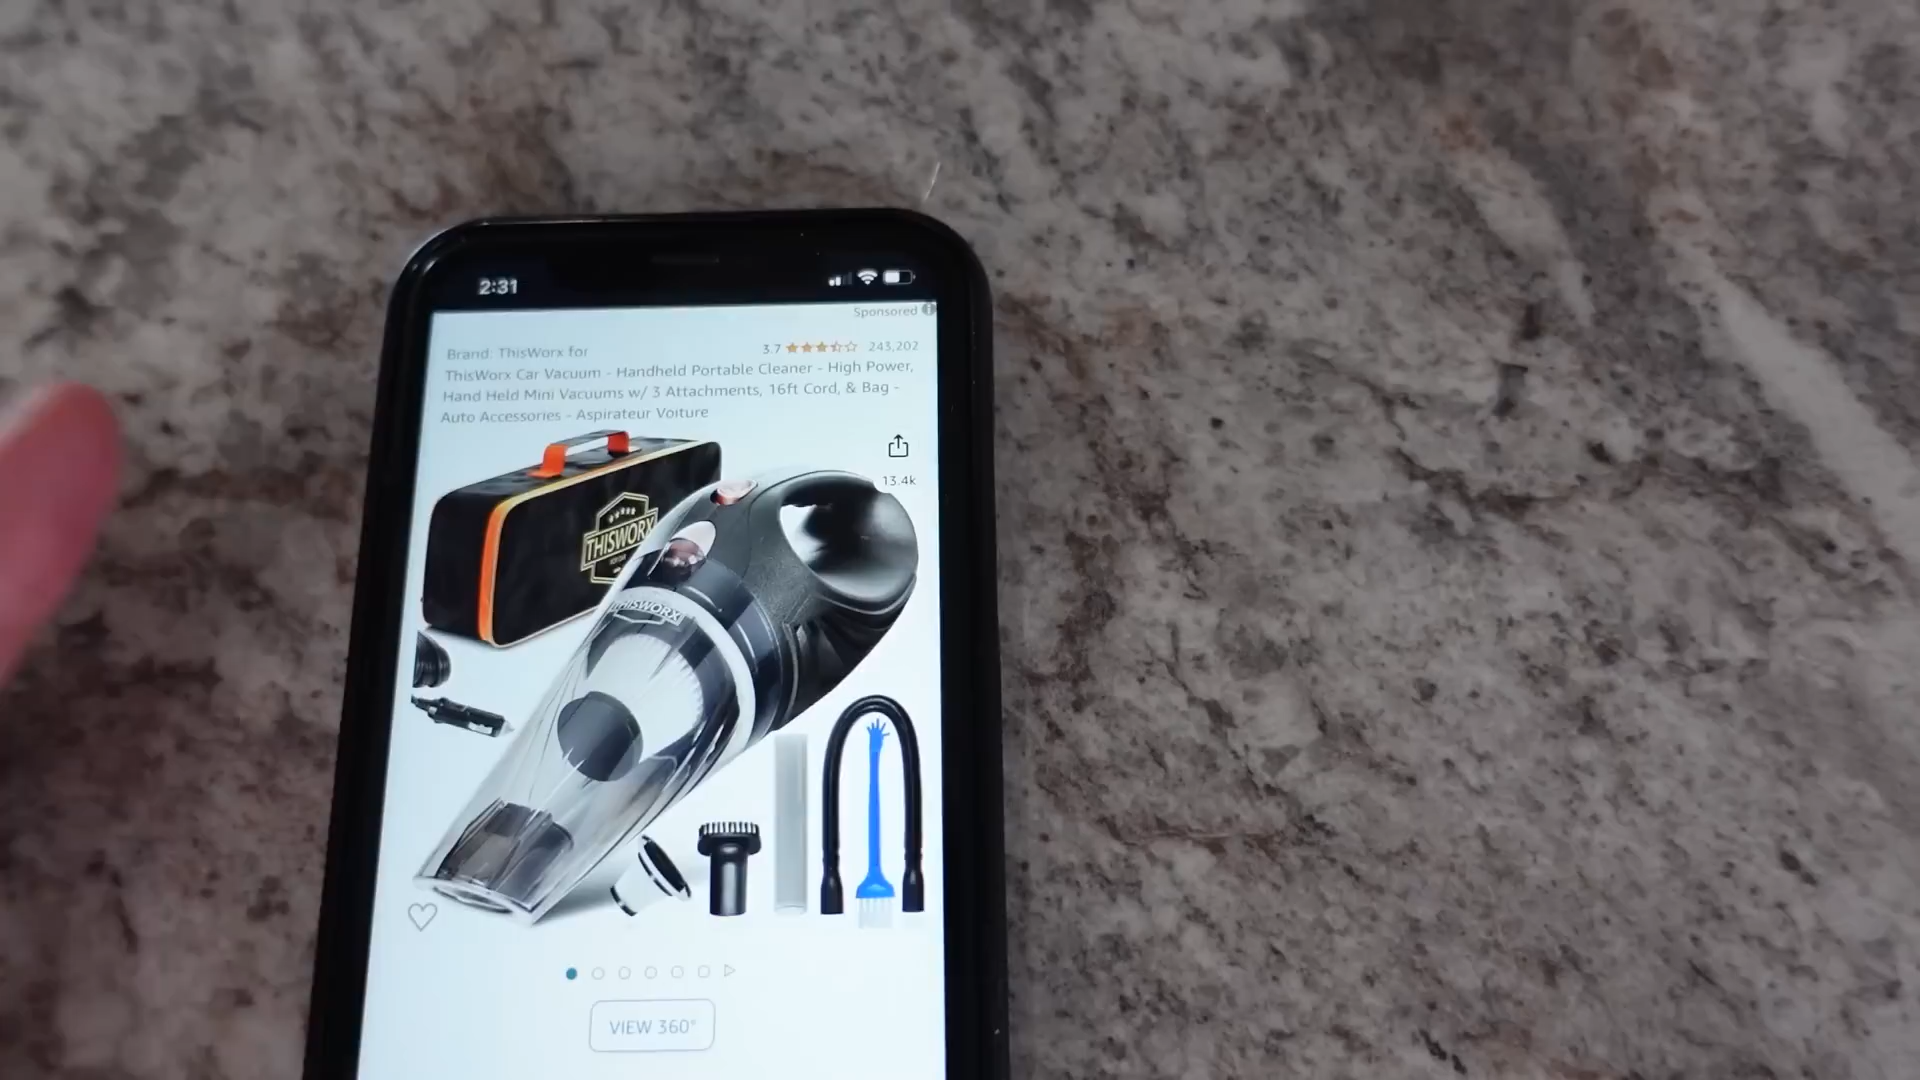 2:31
Sponsored
Brand: ThisWorx for
3.7 243,202
ThisWorx Car Vacuum - Handheld Portable Cleaner - High Power,
Hand Held Mini Vacuums w/ 3 Attachments, 16ft Cord, & Bag -
Auto Accessories - Aspirateur Voiture
13.4k
THISWORX
THISWORX
VIEW 360°